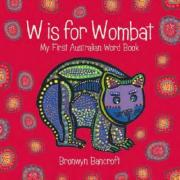 W is for Wombat
My First Australian Word Book
Bronwyn Bancroft